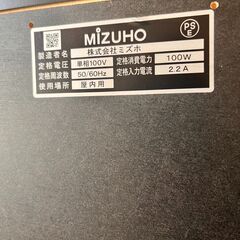 MIZUHO
PS
E
製造者名 株式会社ミズホ
定格電圧 単相100V 定格消費電力 100W
定格周波数 50/60Hz 定格入力電流 2.2A
使用場所 屋内用